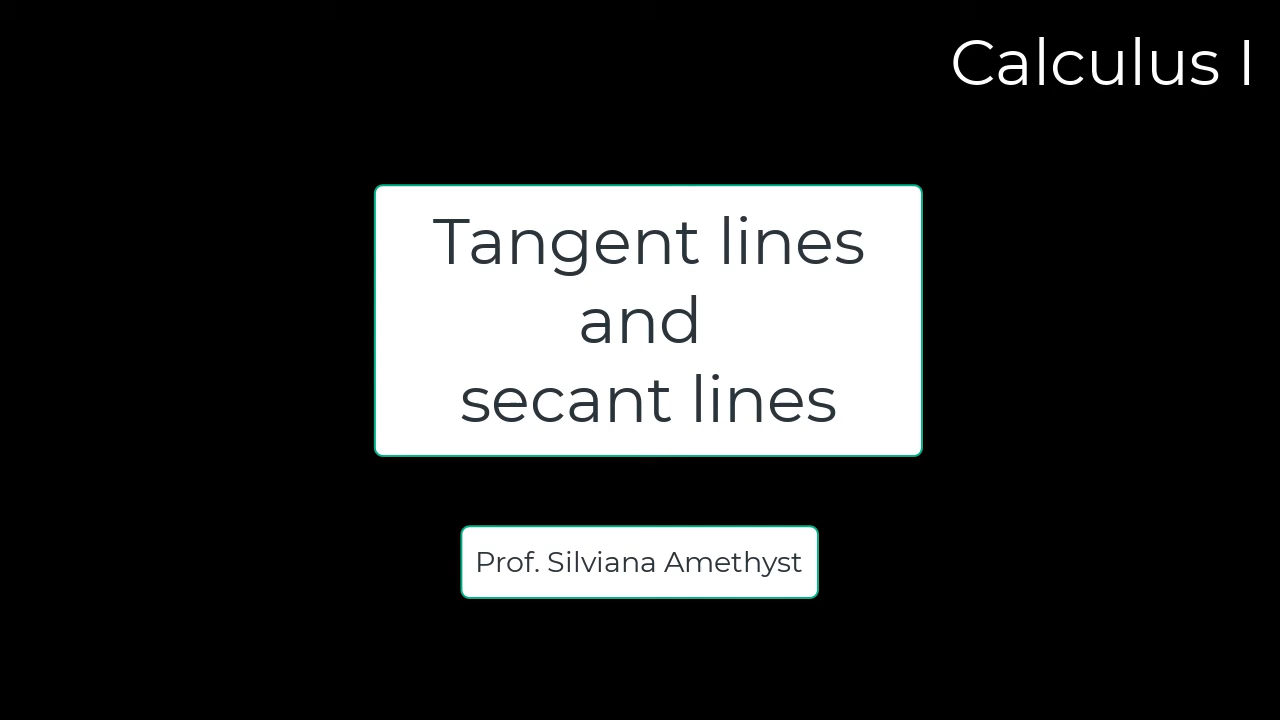 Calculus I
Tangent lines
and
secant lines
Prof. Silviana Amethyst